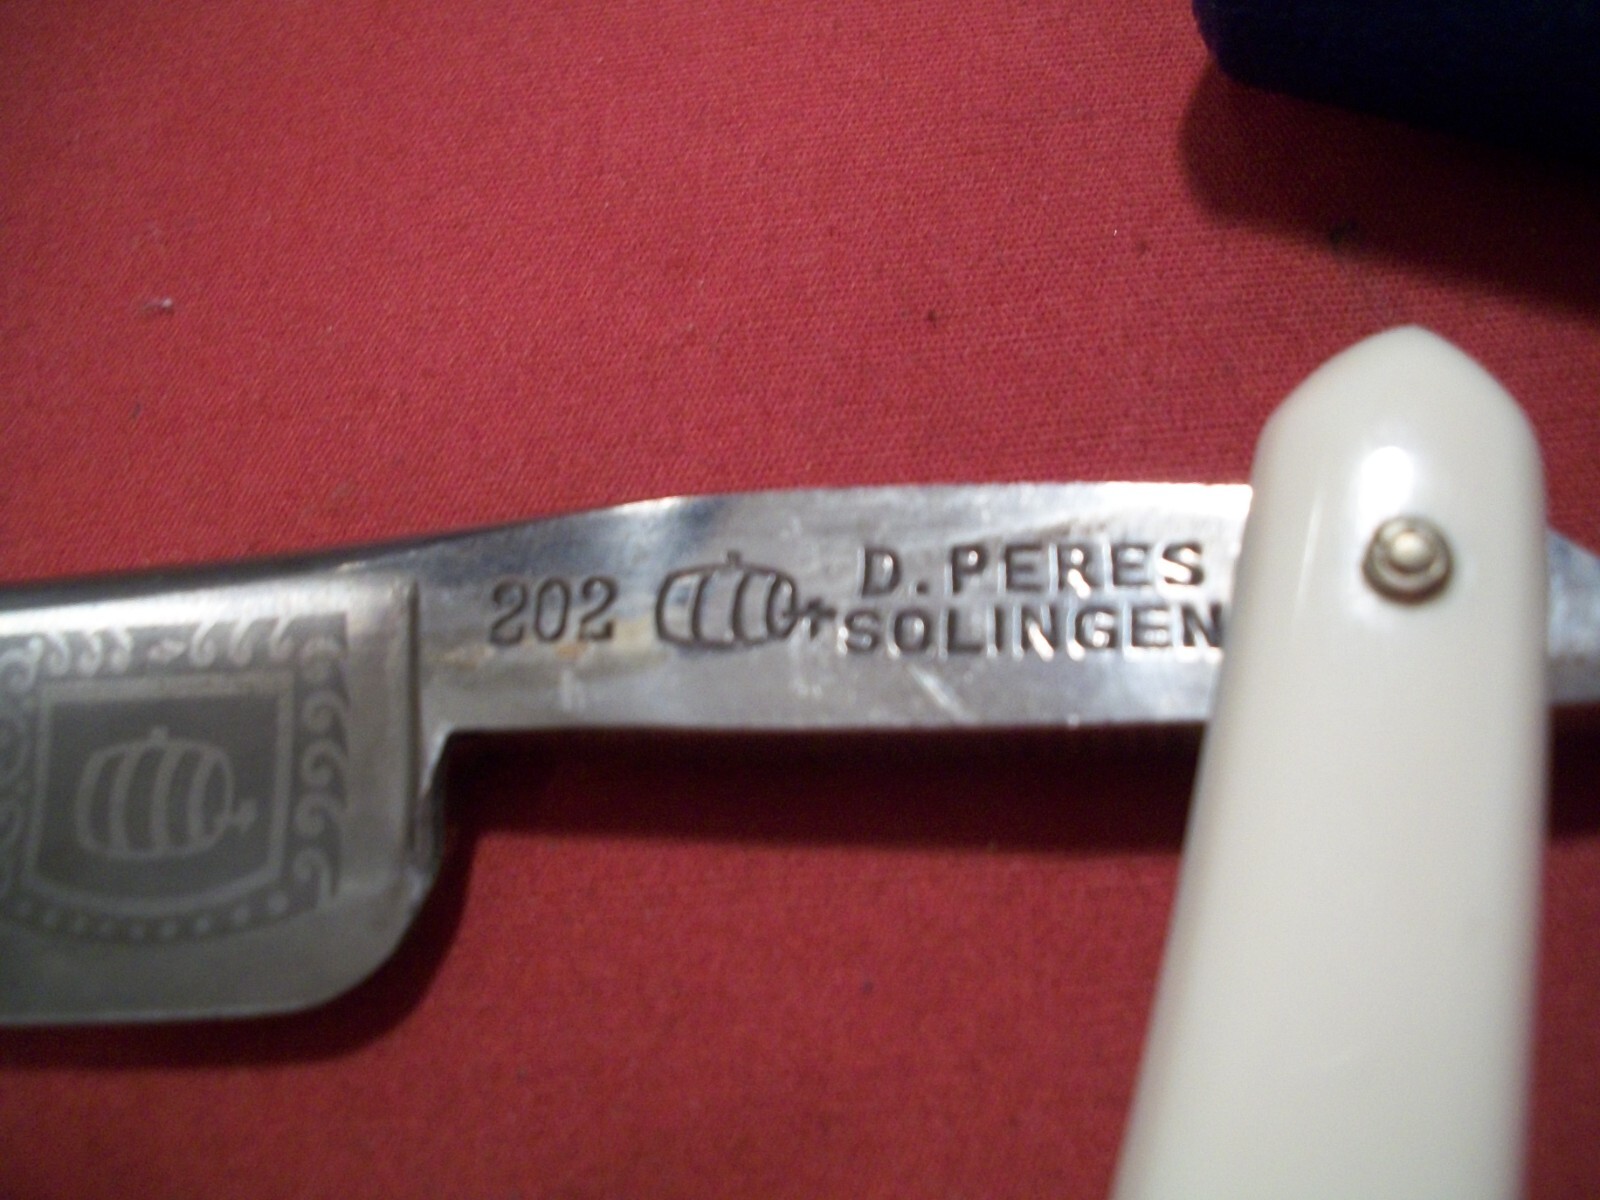 202
D. PERES
SOLINGEN